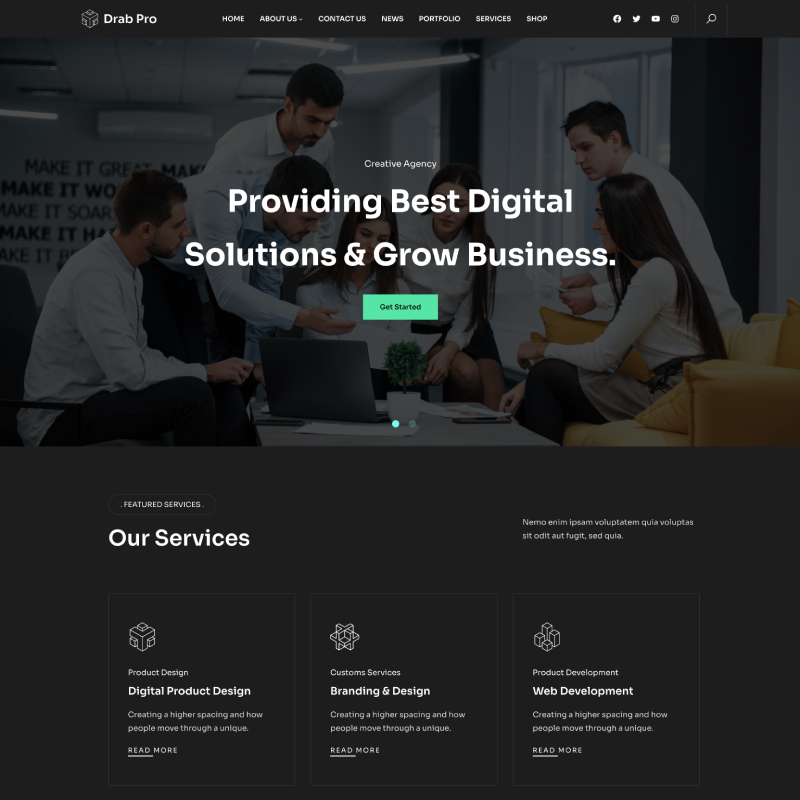 Drab Pro
HOME ABOUT US CONTACT US NEWS PORTFOLIO SERVICES SHOP
MAKE IT GREAT MAK
MAKE IT WO
MAKE IT SOAR
MAKE IT HA
AKE IT
Creative Agency
Providing Best Digital
Solutions & Grow Business.
Get Started
. FEATURED SERVICES .
Our Services
Nemo enim ipsam voluptatem quia voluptas
sit odit aut fugit, sed quia.
Product Design
Digital Product Design
Creating a higher spacing and how
people move through a unique.
READ MORE
Customs Services
Branding & Design
Creating a higher spacing and how
people move through a unique.
READ MORE
Product Development
Web Development
Creating a higher spacing and how
people move through a unique.
READ MORE